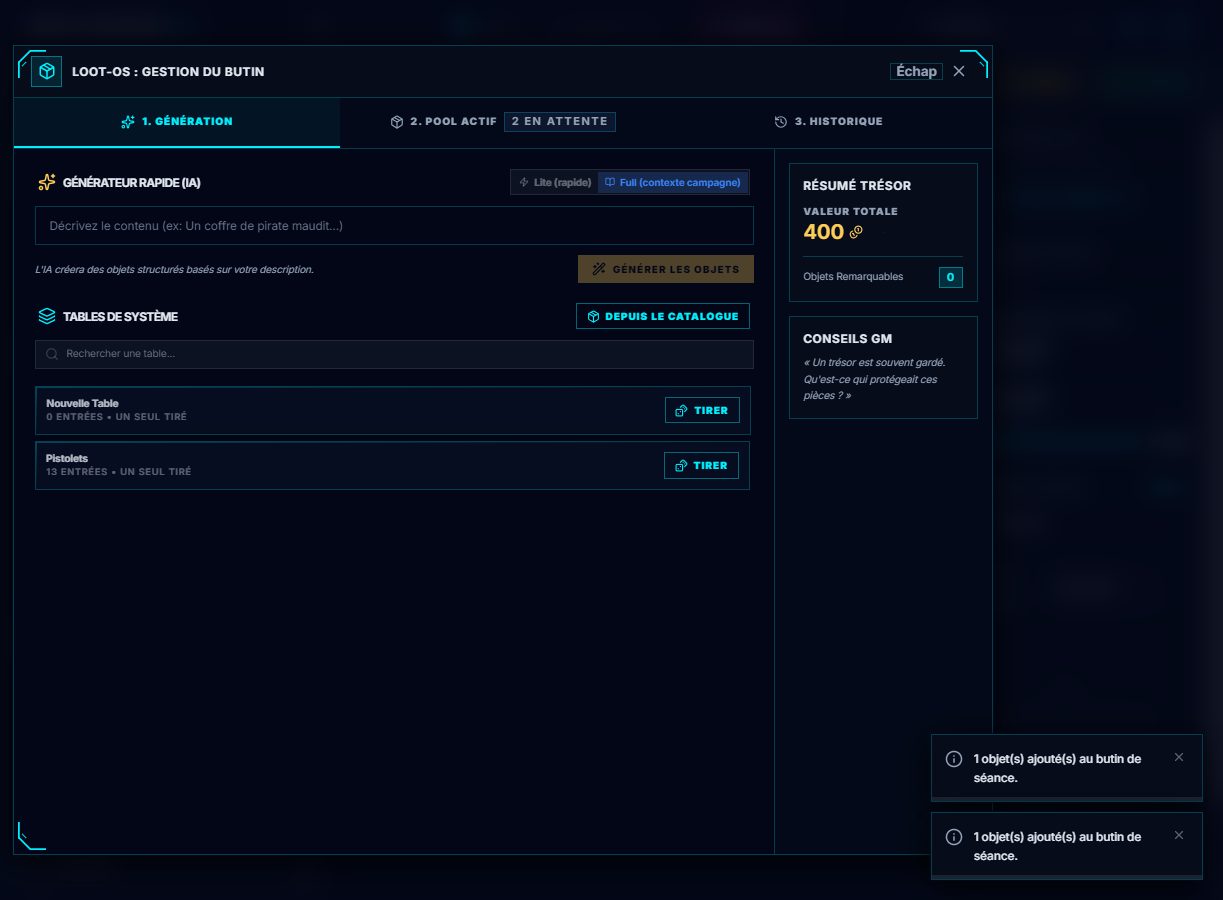 LOOT-OS : GESTION DU BUTIN
Échap
1. GÉNÉRATION
2. POOL ACTIF
2 EN ATTENTE
3. HISTORIQUE
GÉNÉRATEUR RAPIDE (IA)
Lite (rapide)
Full (contexte campagne)
Décrivez le contenu (ex: Un coffre de pirate maudit...)
L'IA créera des objets structurés basés sur votre description.
GÉNÉRER LES OBJETS
TABLES DE SYSTÈME
DEPUIS LE CATALOGUE
Rechercher une table...
Nouvelle Table
0 ENTRÉES • UN SEUL TIRÉ
TIRER
Pistolets
13 ENTRÉES • UN SEUL TIRÉ
TIRER
RÉSUMÉ TRÉSOR
VALEUR TOTALE
400
Objets Remarquables
0
CONSEILS GM
« Un trésor est souvent gardé.
Qu'est-ce qui protégeait ces
pièces ? »
1 objet(s) ajouté(s) au butin de
séance.
1 objet(s) ajouté(s) au butin de
séance.